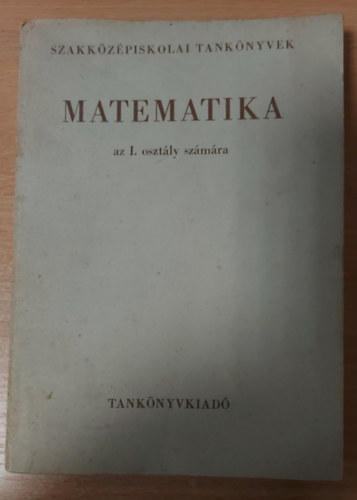 SZAKKÖZÉPISKOLAI TANKÖNYVEK
MATEMATIKA
az I. osztály számára
TANKÖNYVKIADÓ